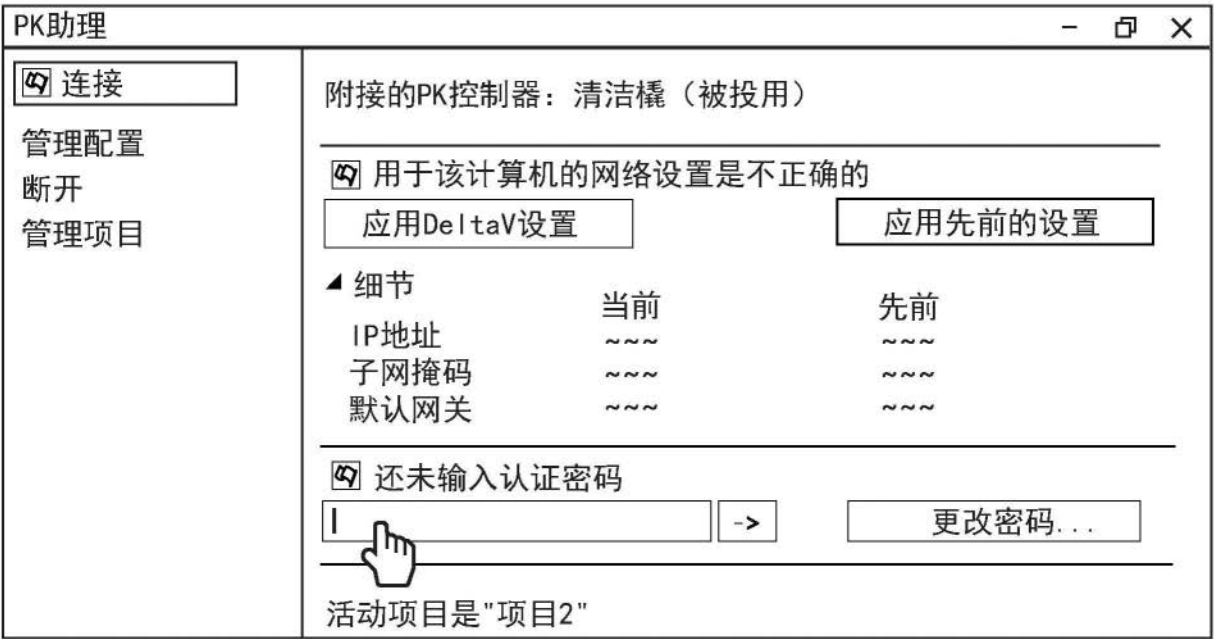 PK助理
连接
管理配置
断开
管理项目
附接的PK控制器：清洁橇（被投用）
用于该计算机的网络设置是不正确的
应用DeltaV设置 应用先前的设置
细节
当前 先前
IP地址 ~~~ ~~~
子网掩码 ~~~ ~~~
默认网关 ~~~ ~~~
还未输入认证密码
-> 更改密码...
活动项目是"项目2"